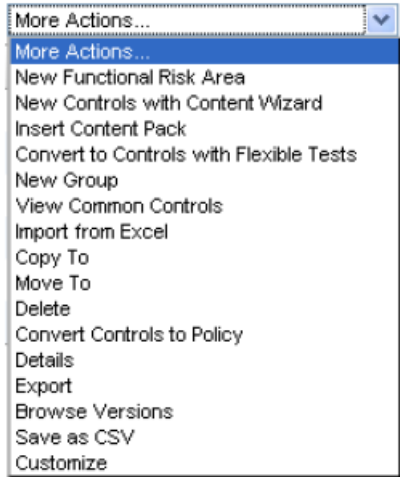 More Actions...
More Actions...
New Functional Risk Area
New Controls with Content Wizard
Insert Content Pack
Convert to Controls with Flexible Tests
New Group
View Common Controls
Import from Excel
Copy To
Move To
Delete
Convert Controls to Policy
Details
Export
Browse Versions
Save as CSV
Customize